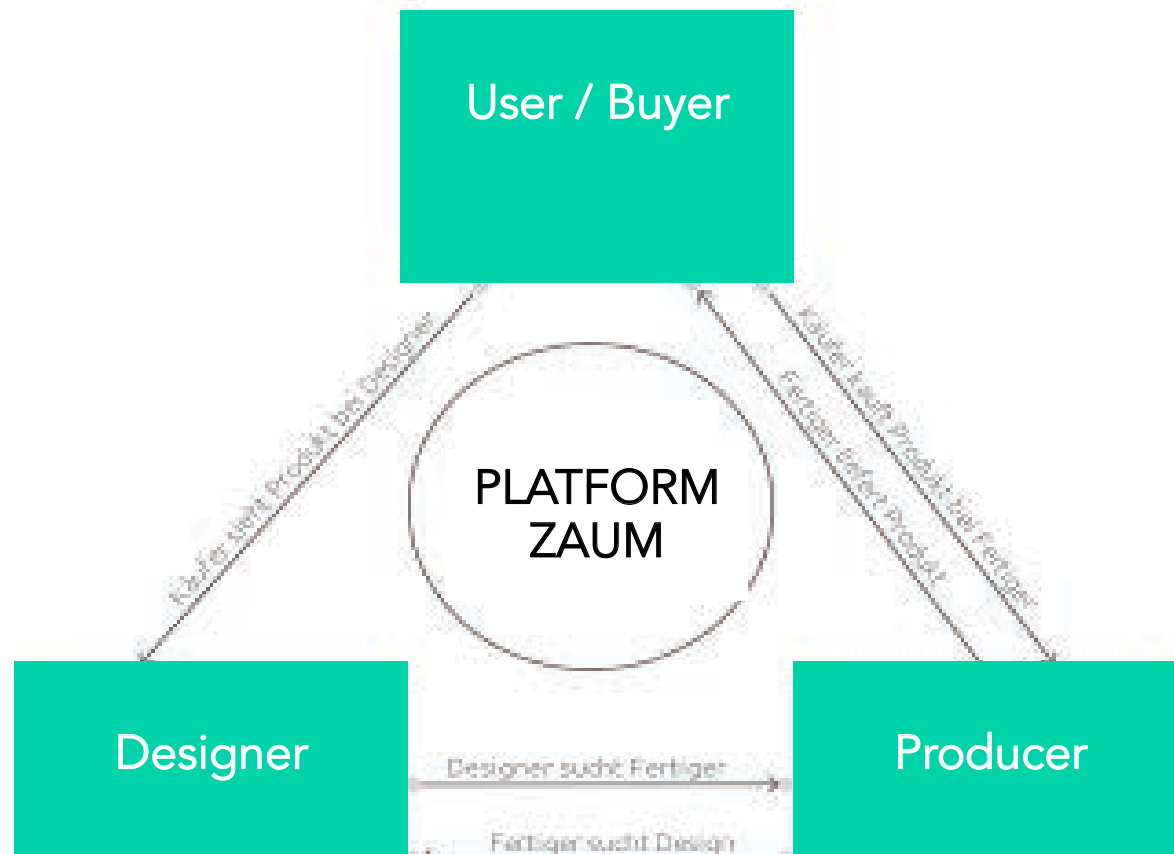 User / Buyer
Käufer sieht Produkt bei Designer
Käufer kauft Produkt bei Fertiger
Fertiger liefert Produkt
PLATFORM
ZAUM
Designer
Producer
Designer sucht Fertiger
Fertiger sucht Design